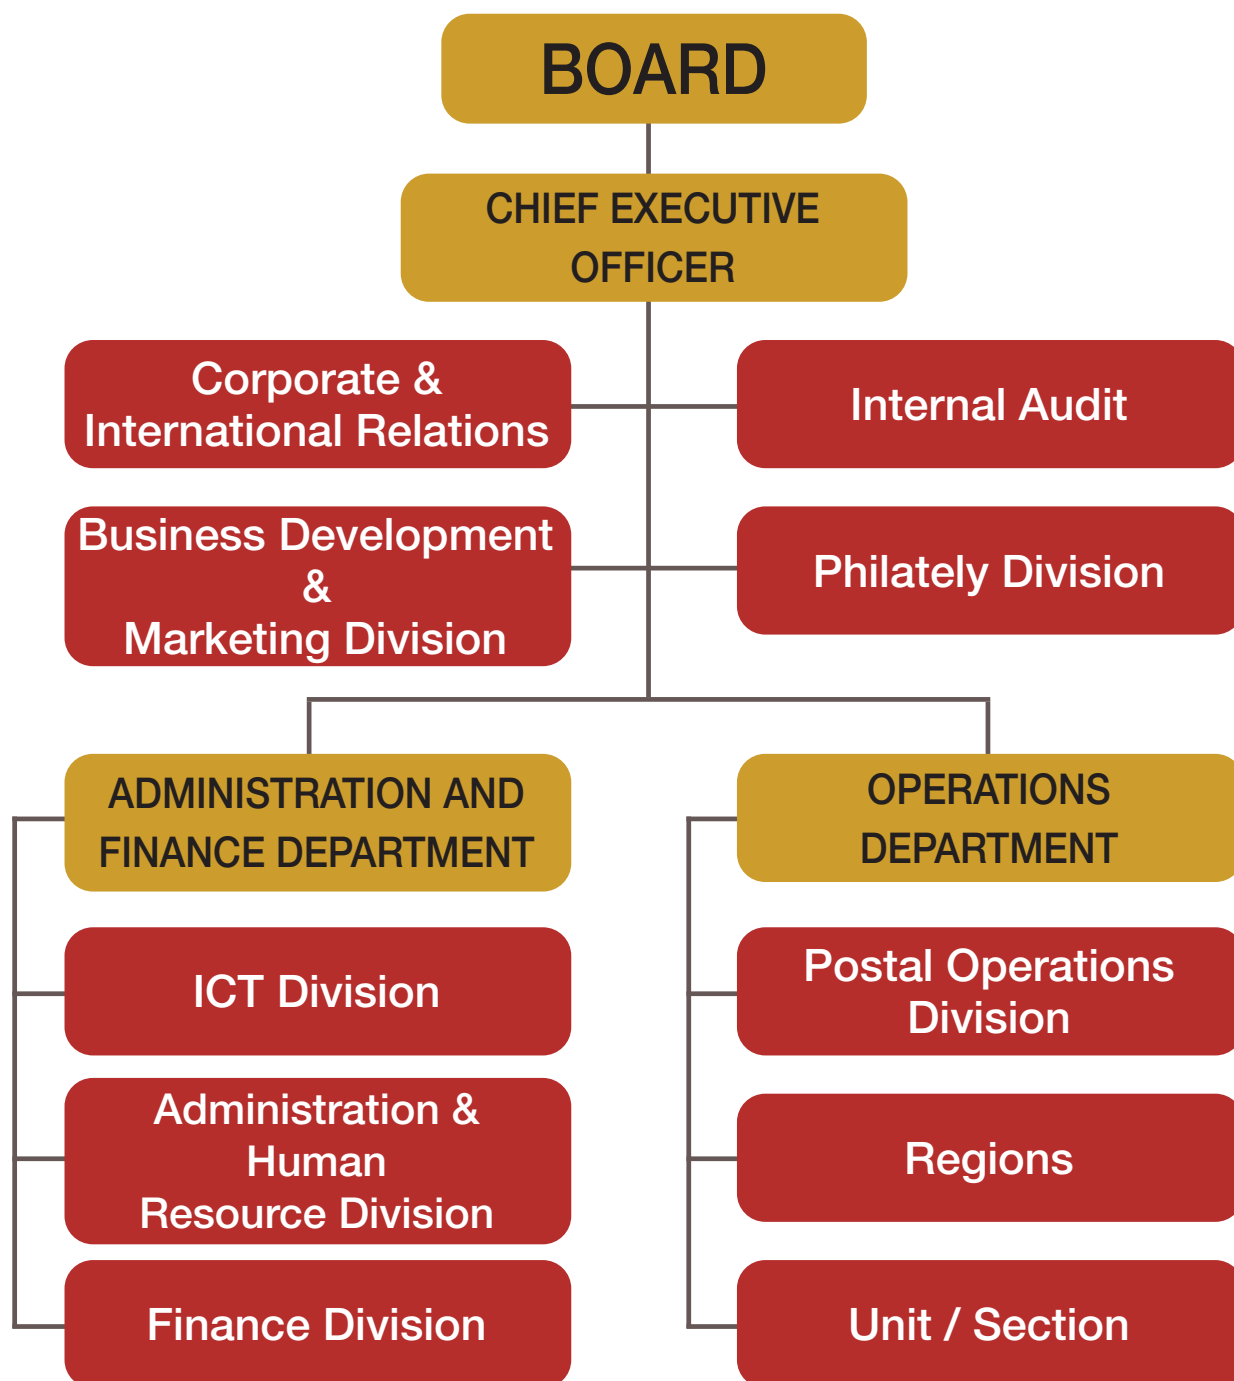 BOARD
CHIEF EXECUTIVE
OFFICER
Corporate &
International Relations
Internal Audit
Business Development
&
Marketing Division
Philately Division
ADMINISTRATION AND
FINANCE DEPARTMENT
OPERATIONS
DEPARTMENT
ICT Division
Postal Operations
Division
Administration &
Human
Resource Division
Regions
Finance Division
Unit / Section